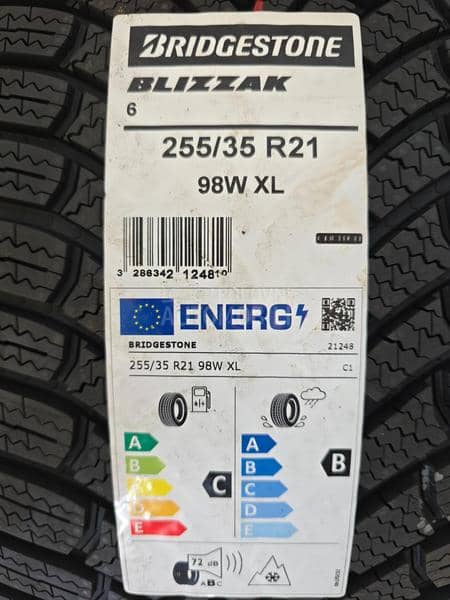 BRIDGESTONE
BLIZZAK
6
255/35 R21
98W XL
3 286342 124810
ENERG
BRIDGESTONE
21248
255/35 R21 98W XL
C1
A
B
C
D
E
C
A
B
C
D
E
B
72 dB
ABC